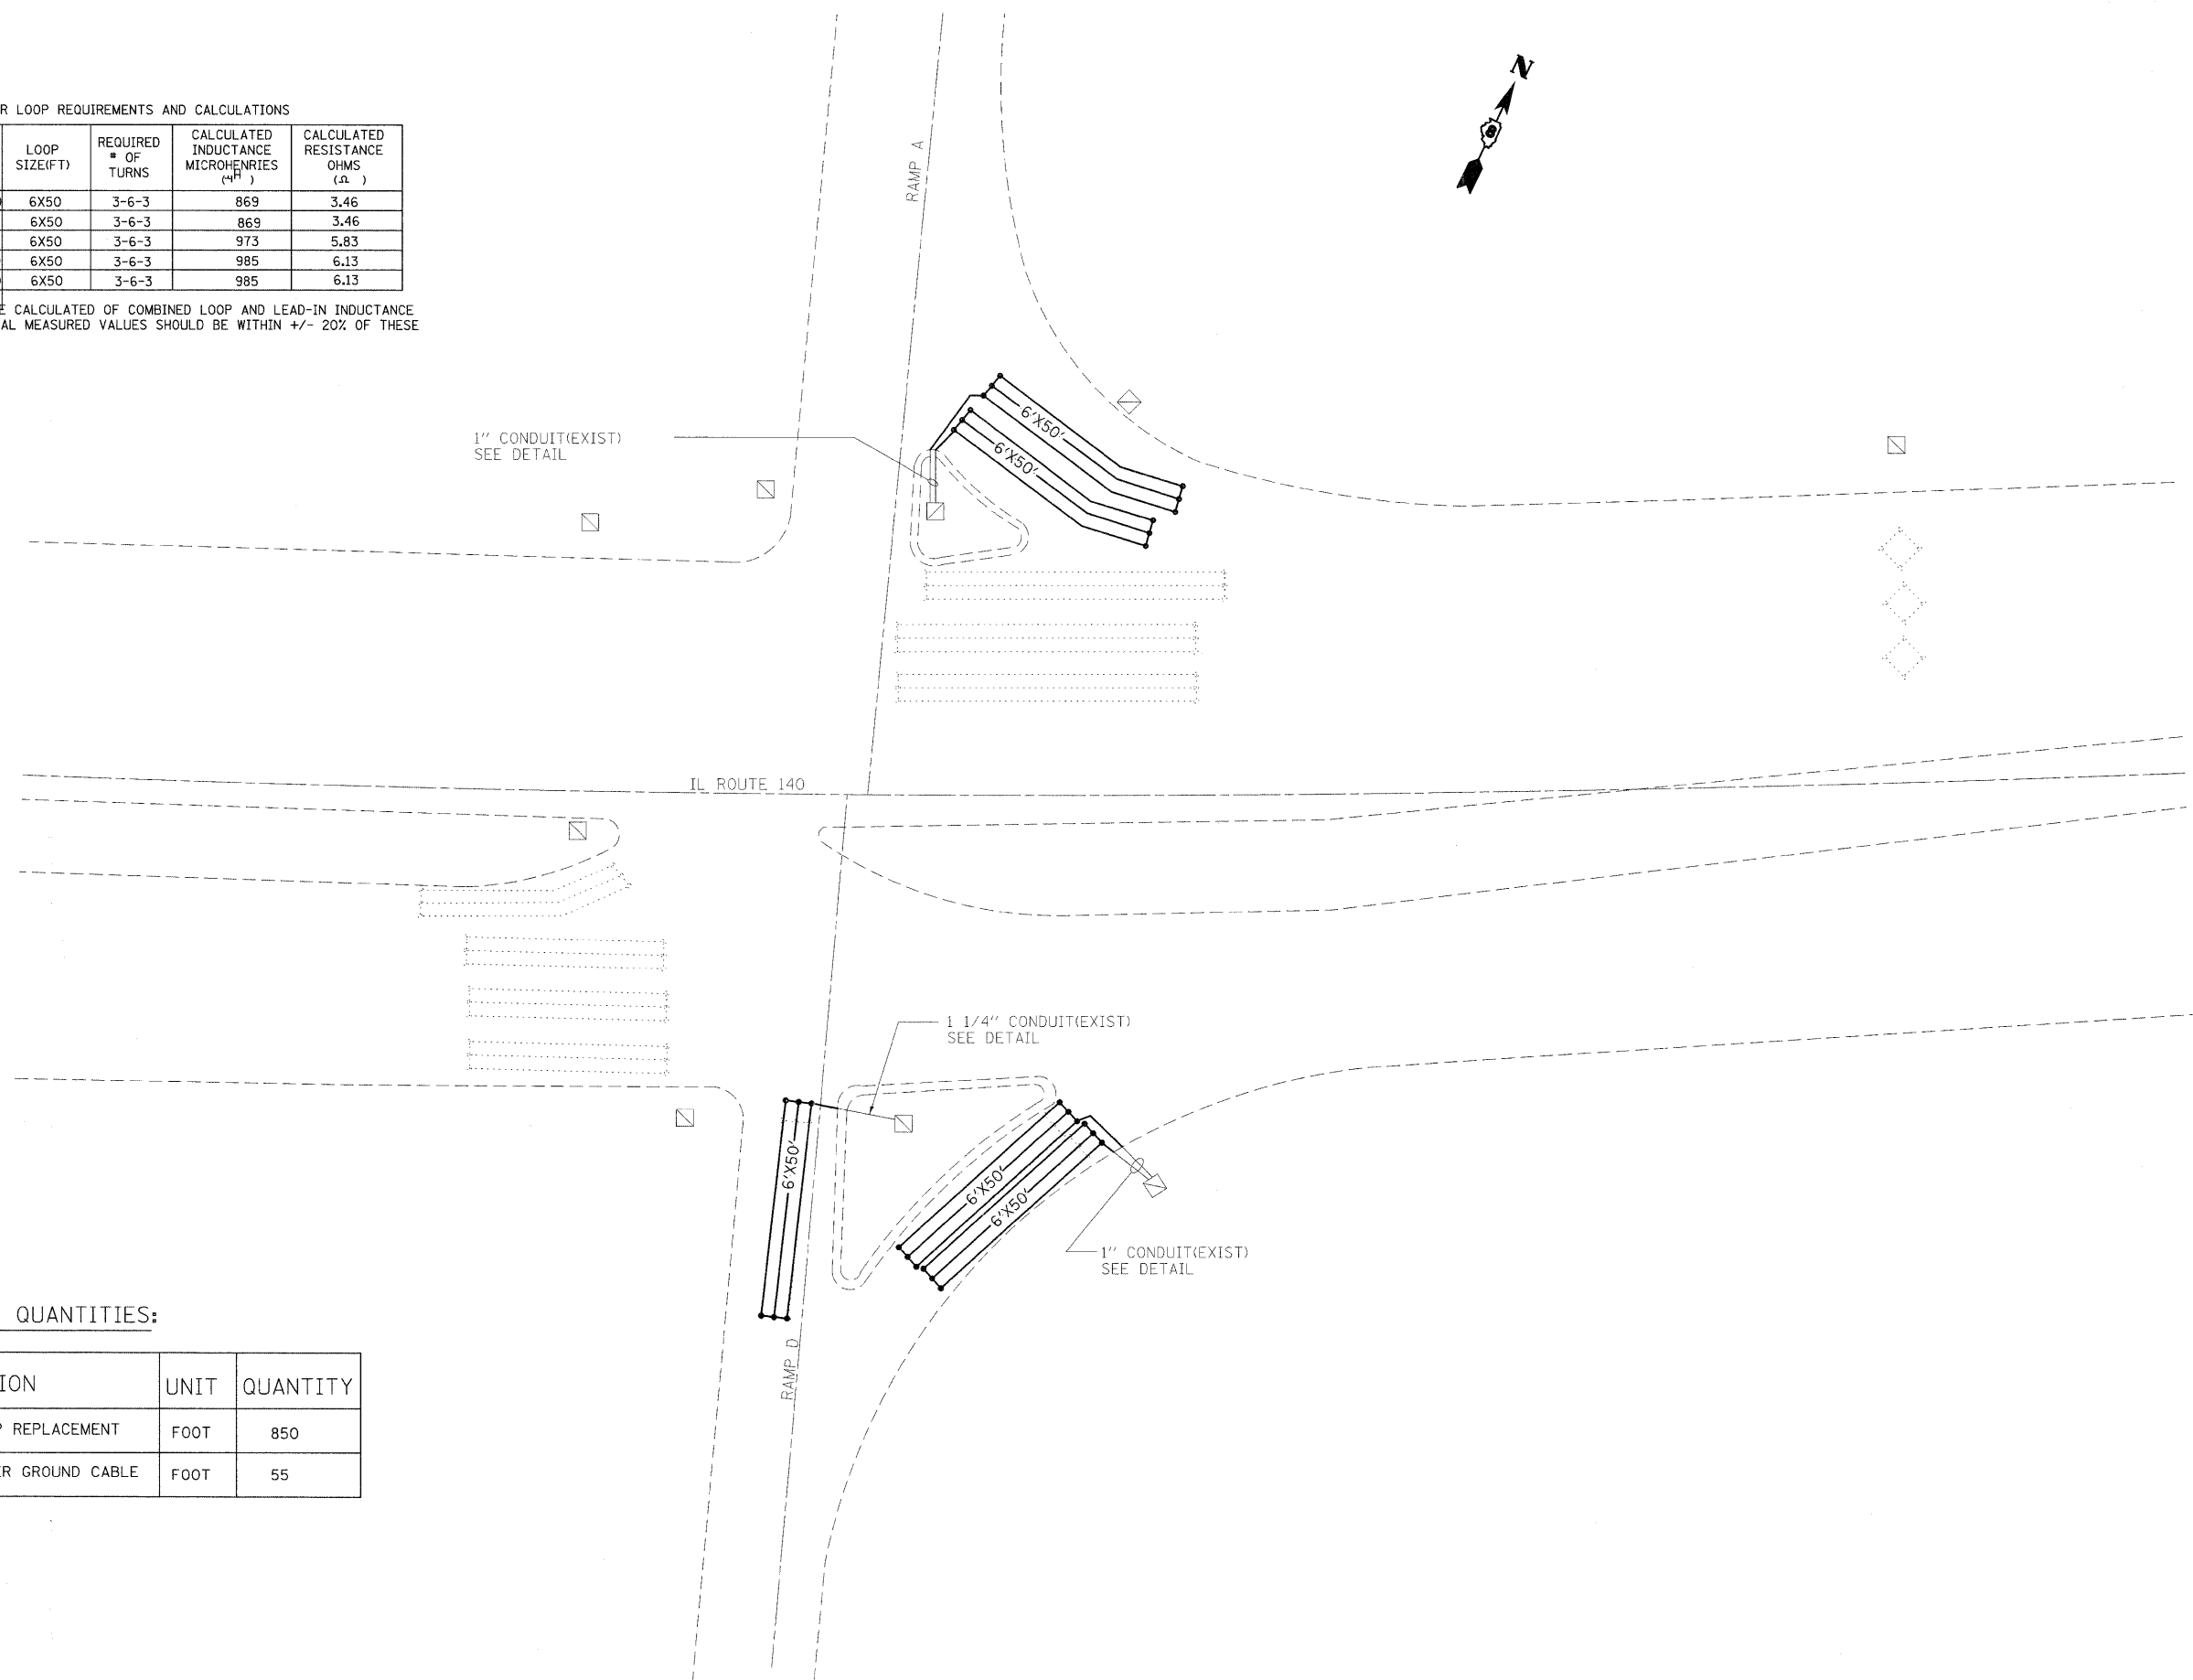 N
8
R LOOP REQUIREMENTS AND CALCULATIONS
LOOP SIZE(FT) REQUIRED # OF TURNS CALCULATED INDUCTANCE MICROHENRIES CALCULATED RESISTANCE OHMS (Ω)
6X50 3-6-3 869 3.46
6X50 3-6-3 869 3.46
6X50 3-6-3 973 5.83
6X50 3-6-3 985 6.13
6X50 3-6-3 985 6.13
E CALCULATED OF COMBINED LOOP AND LEAD-IN INDUCTANCE
AL MEASURED VALUES SHOULD BE WITHIN +/- 20% OF THESE
RAMP A
6'X50'
6'X50'
1" CONDUIT(EXIST)
SEE DETAIL
IL ROUTE 140
1 1/4" CONDUIT(EXIST)
SEE DETAIL
6'X50'
6'X50'
6'X50'
1" CONDUIT(EXIST)
SEE DETAIL
RAMP D
QUANTITIES:
ION UNIT QUANTITY
P REPLACEMENT FOOT 850
ER GROUND CABLE FOOT 55